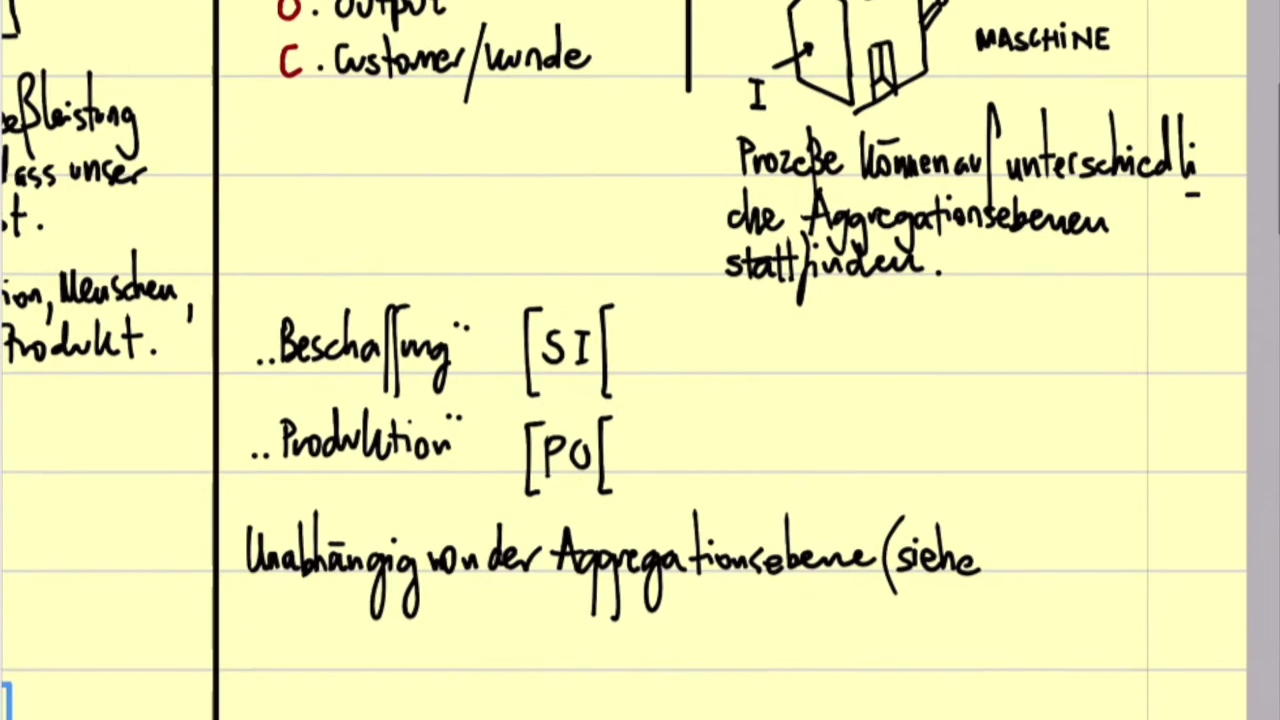 eßleistung
lass unser
t.
ion, Menschen,
Produkt.
O. Output
C. Customer/Kunde
I
MASCHINE
Prozeße können auf unterschiedli
che Aggregationsebenen
stattfinden.
"Beschaffung" [SI[
"Produktion" [PO[
Unabhängig von der Aggregationsebene (siehe